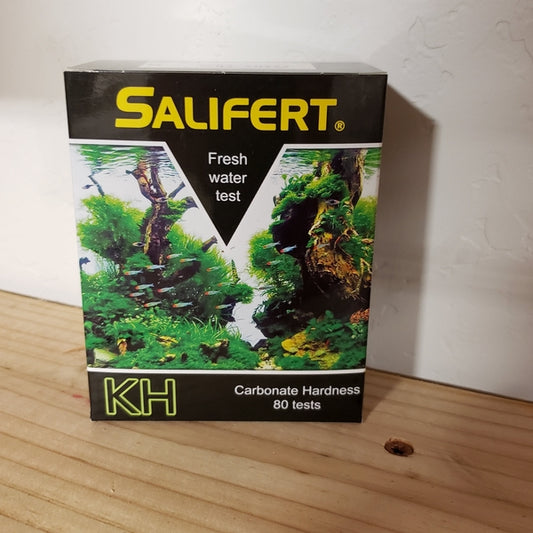 SALIFERT®
Fresh
water
test
KH
Carbonate Hardness
80 tests